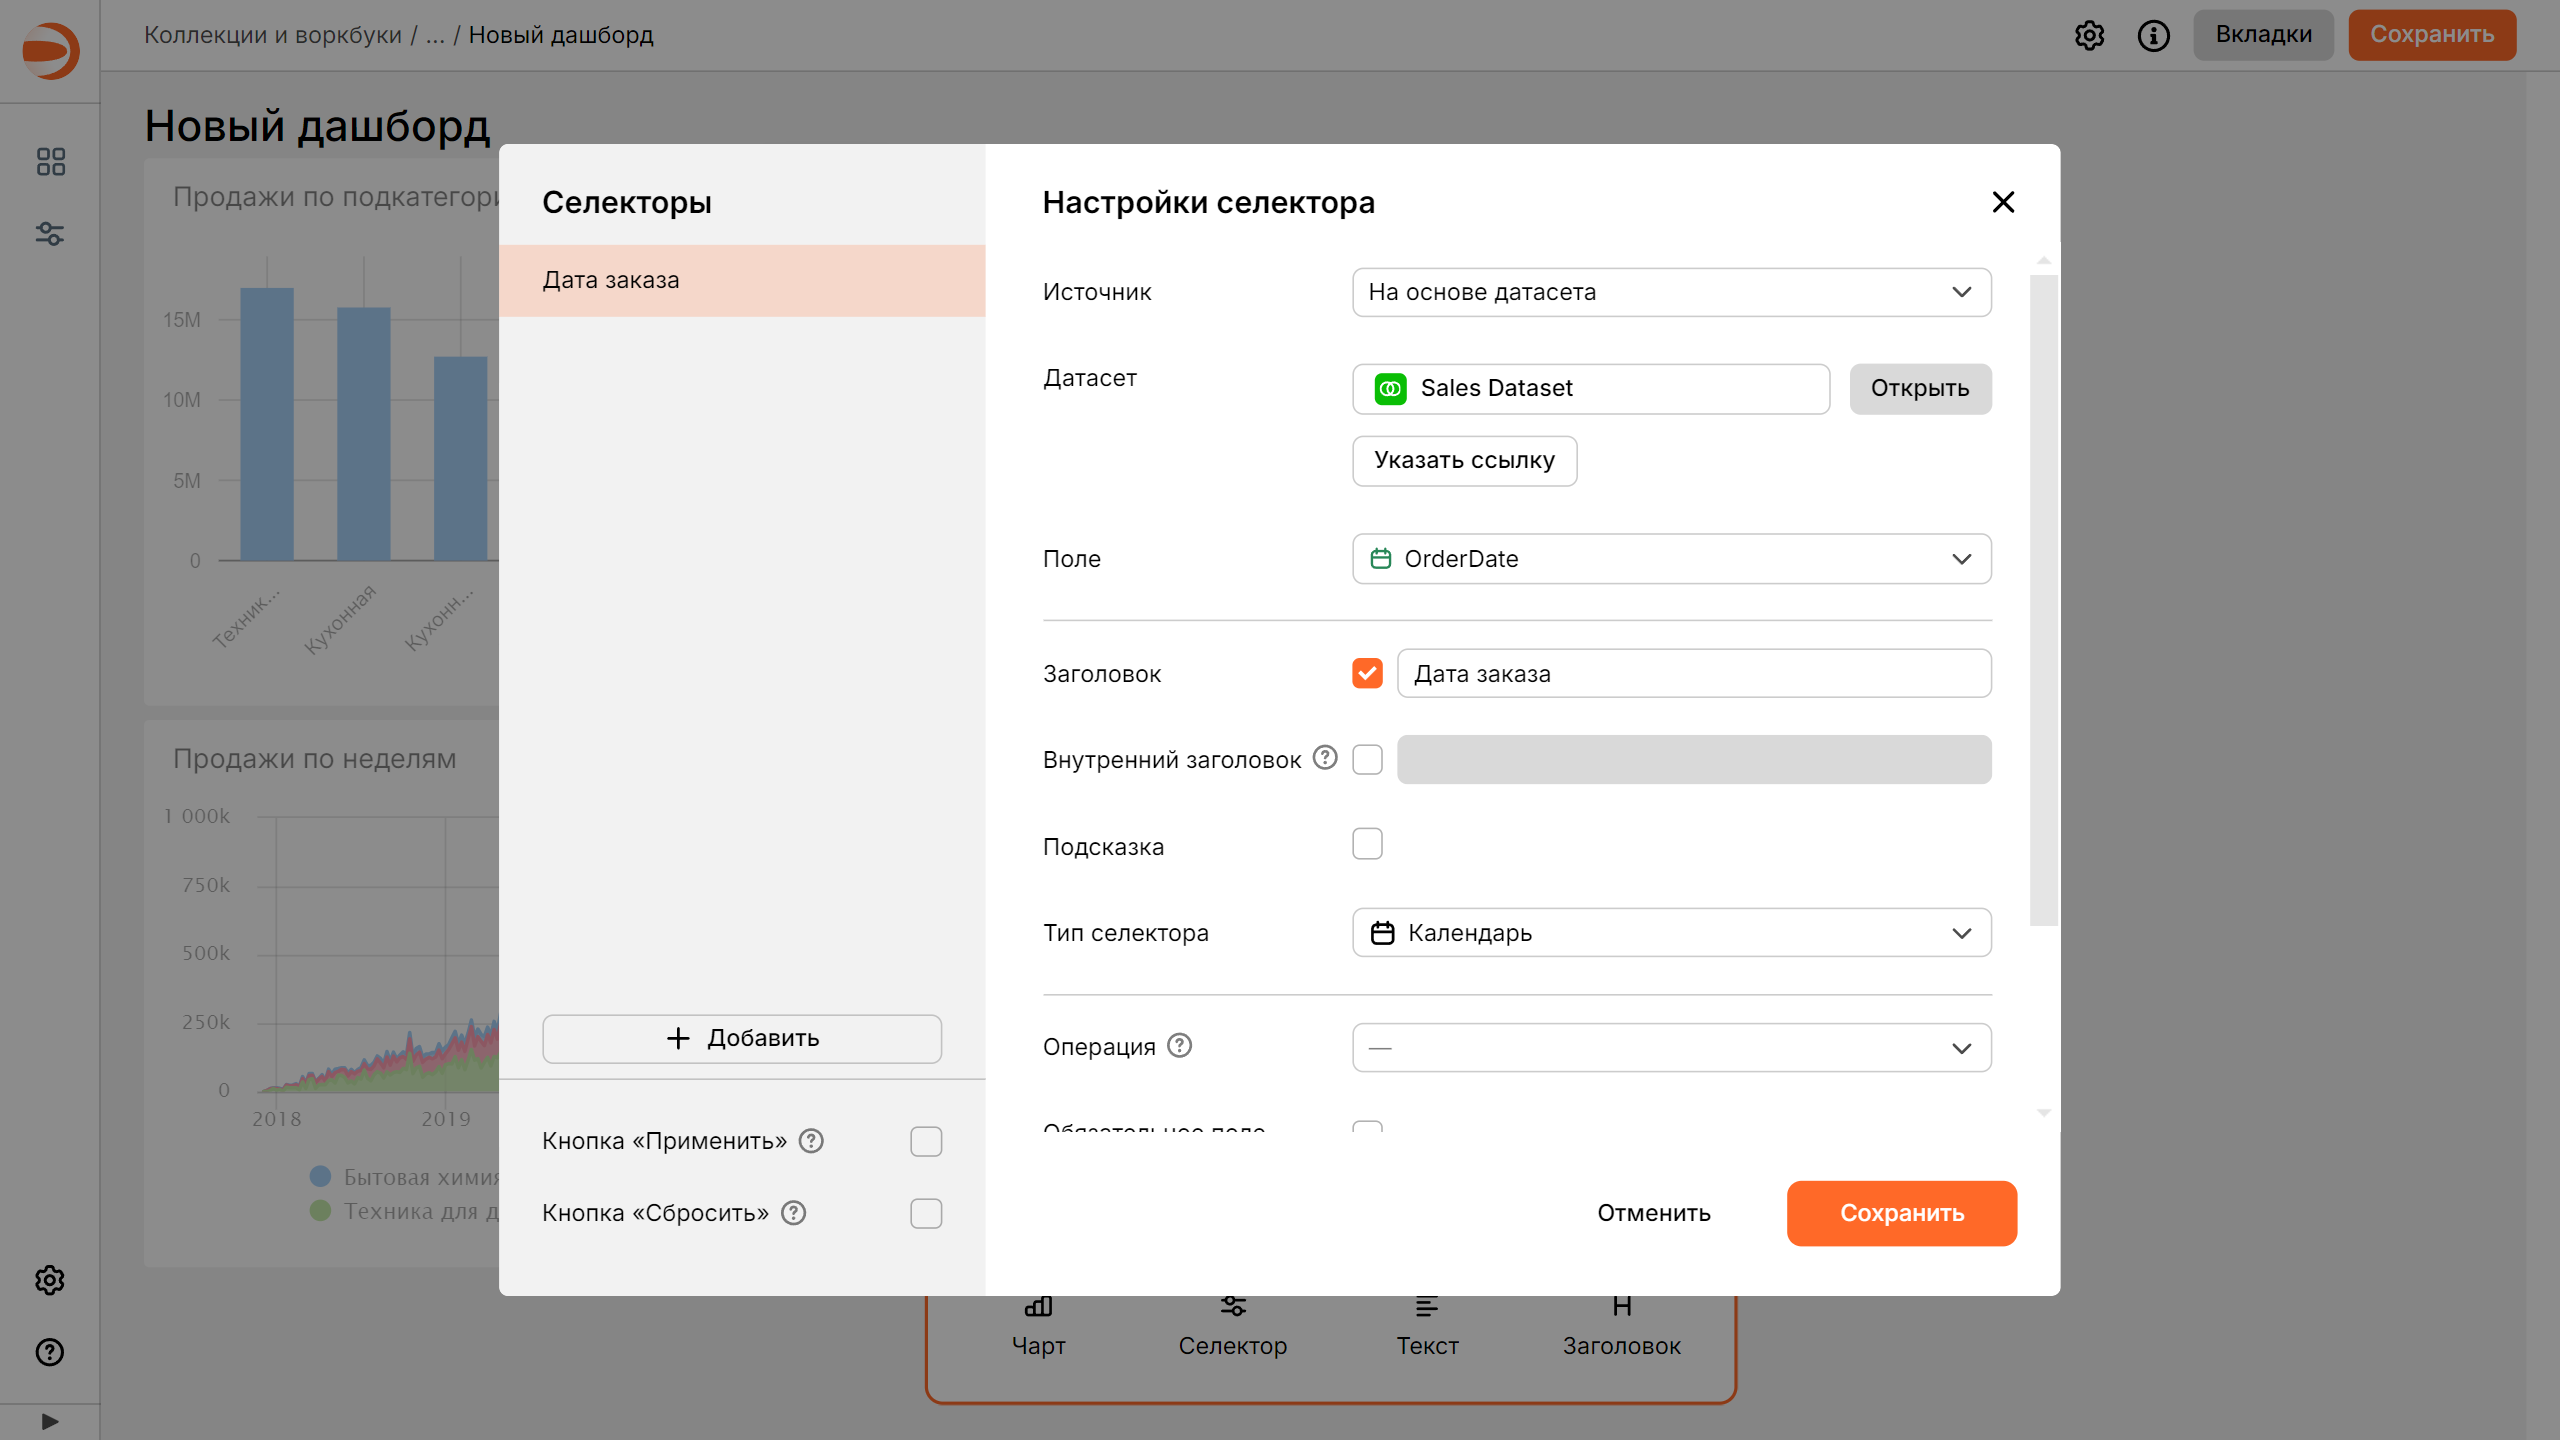 Коллекции и воркбуки / ... / Новый дашборд
Вкладки
Сохранить
Новый дашборд
Продажи по подкатегори
15M
10M
5M
0
Техник...
Кухонная
Кухонн...
Продажи по неделям
1 000k
750k
500k
250k
0
2018
2019
Бытовая химия
Техника для д
Селекторы
Дата заказа
Добавить
Кнопка «Применить»
Кнопка «Сбросить»
Настройки селектора
Источник
На основе датасета
Датасет
Sales Dataset
Открыть
Указать ссылку
Поле
OrderDate
Заголовок
Дата заказа
Внутренний заголовок
Подсказка
Тип селектора
Календарь
Операция
—
Обязательное поле
Отменить
Сохранить
Чарт
Селектор
Текст
Заголовок